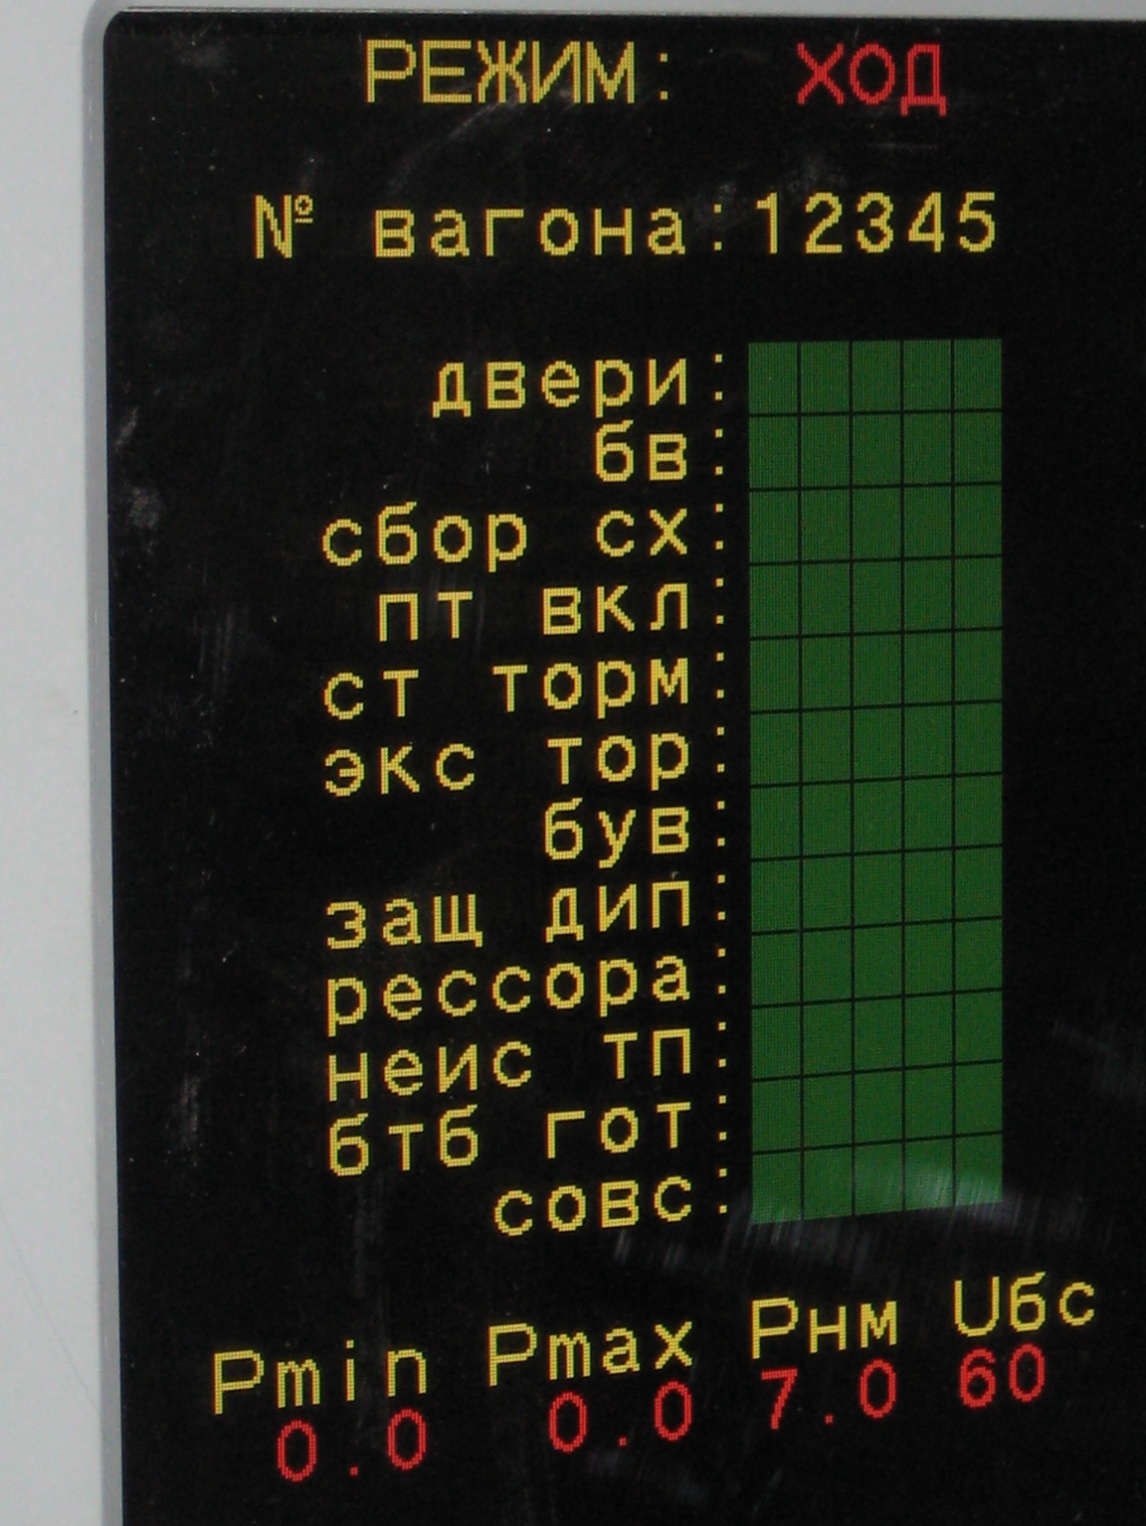 РЕЖИМ: ХОД
№ вагона:12345
двери:
бв:
сбор сх:
пт вкл:
ст торм:
экс тор:
був:
защ дип:
рессора:
неис тп:
бтб гот:
совс:
Pmin Pmax Pнм Uбс
0.0 0.0 7.0 60